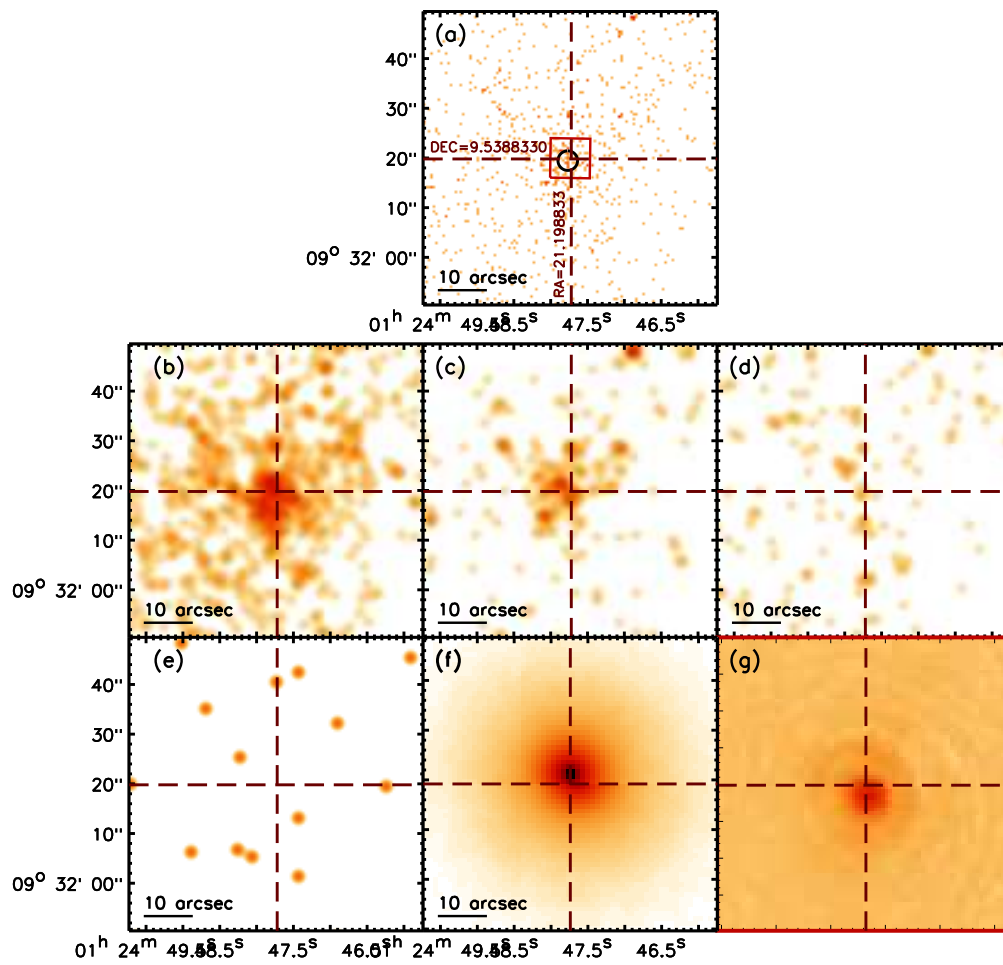 (a)
40"
30"
DEC=9.5388330
20"
10"
RA=21.198833
09° 32' 00"
10 arcsec
01ʰ 24ᵐ 47.5ˢ 46.5ˢ
(b) (c) (d)
40"
30"
20"
10"
09° 32' 00"
10 arcsec 10 arcsec 10 arcsec
(e) (f) (g)
40"
30"
20"
10"
09° 32' 00"
10 arcsec
01ʰ 24ᵐ 47.5ˢ 24ᵐ 47.5ˢ 46.5ˢ